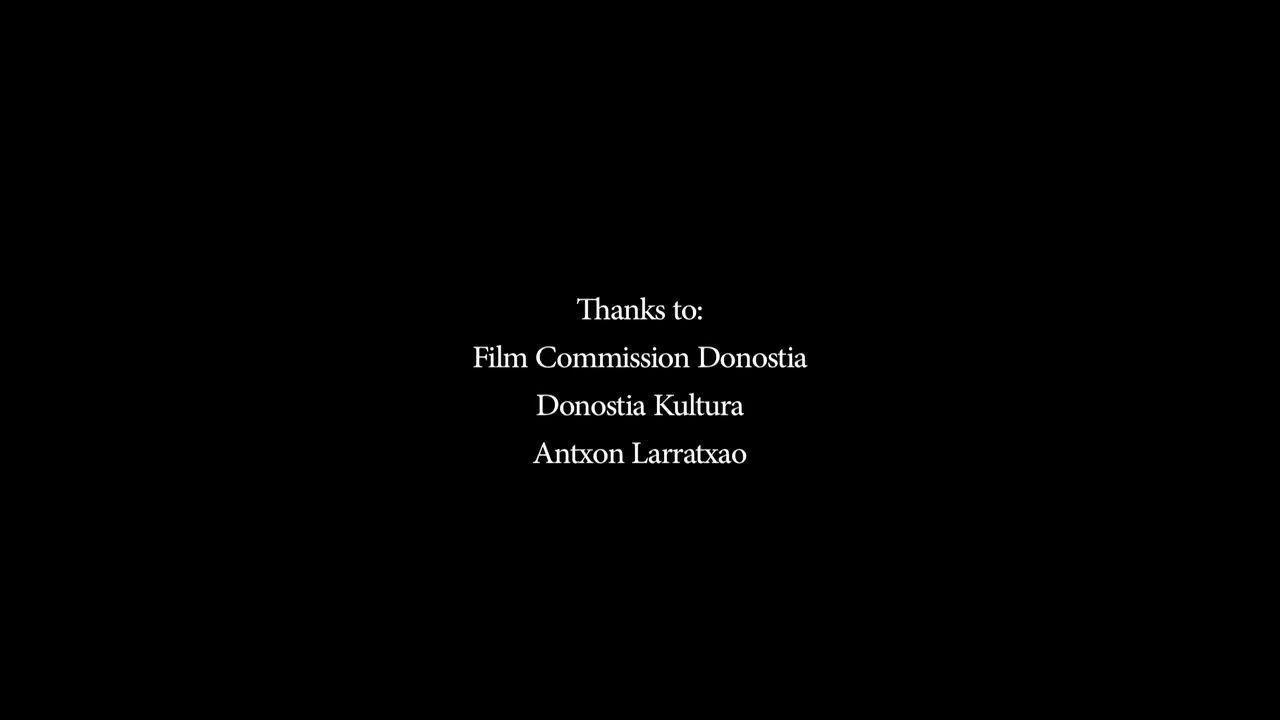 Thanks to:
Film Commission Donostia
Donostia Kultura
Antxon Larratxao